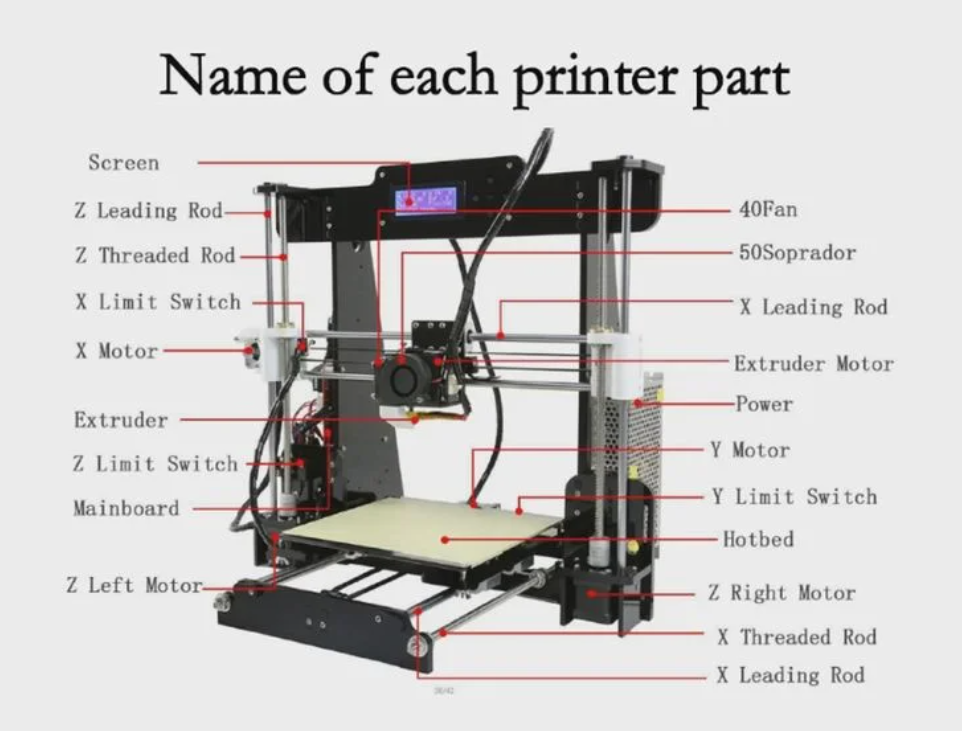 Name of each printer part
Screen
Z Leading Rod
Z Threaded Rod
X Limit Switch
X Motor
Extruder
Z Limit Switch
Mainboard
Z Left Motor
40Fan
50Soprador
X Leading Rod
Extruder Motor
Power
Y Motor
Y Limit Switch
Hotbed
Z Right Motor
X Threaded Rod
X Leading Rod